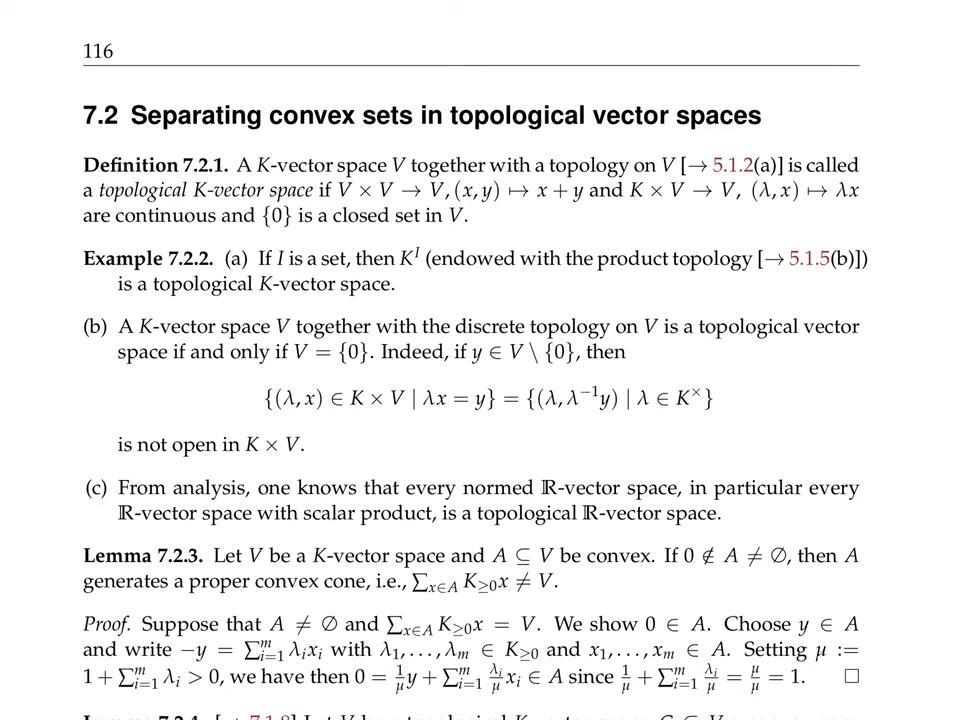 116
7.2 Separating convex sets in topological vector spaces
Definition 7.2.1. A K-vector space V together with a topology on V [→ 5.1.2(a)] is called
a topological K-vector space if V × V → V, (x, y) ↦ x + y and K × V → V, (λ, x) ↦ λx
are continuous and {0} is a closed set in V.
Example 7.2.2. (a) If I is a set, then K^I (endowed with the product topology [→ 5.1.5(b)])
is a topological K-vector space.
(b) A K-vector space V together with the discrete topology on V is a topological vector
space if and only if V = {0}. Indeed, if y ∈ V \ {0}, then
{(λ, x) ∈ K × V | λx = y} = {(λ, λ⁻¹y) | λ ∈ K^×}
is not open in K × V.
(c) From analysis, one knows that every normed ℝ-vector space, in particular every
ℝ-vector space with scalar product, is a topological ℝ-vector space.
Lemma 7.2.3. Let V be a K-vector space and A ⊆ V be convex. If 0 ∉ A ≠ ∅, then A
generates a proper convex cone, i.e., ∑_{x∈A} K_{≥0}x ≠ V.
Proof. Suppose that A ≠ ∅ and ∑_{x∈A} K_{≥0}x = V. We show 0 ∈ A. Choose y ∈ A
and write −y = ∑_{i=1}^m λ_i x_i with λ_1, . . . , λ_m ∈ K_{≥0} and x_1, . . . , x_m ∈ A. Setting μ :=
1 + ∑_{i=1}^m λ_i > 0, we have then 0 = 1/μ y + ∑_{i=1}^m λ_i/μ x_i ∈ A since 1/μ + ∑_{i=1}^m λ_i/μ = μ/μ = 1. □